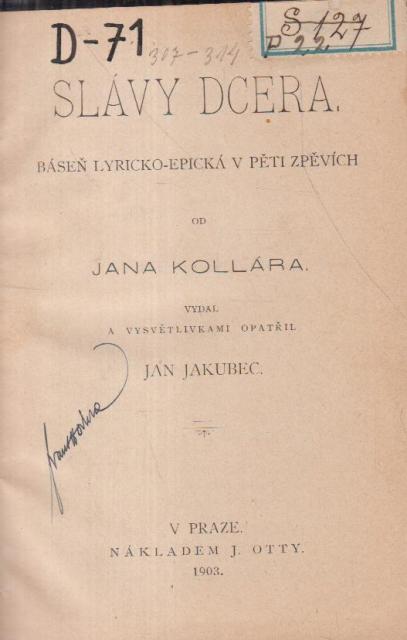 D-71
307-314
S 127
P 22
SLÁVY DCERA.
BÁSEŇ LYRICKO-EPICKÁ V PĚTI ZPĚVÍCH
OD
JANA KOLLÁRA.
VYDAL
A VYSVĚTLIVKAMI OPATŘIL
JAN JAKUBEC.
V PRAZE.
NÁKLADEM J. OTTY.
1903.